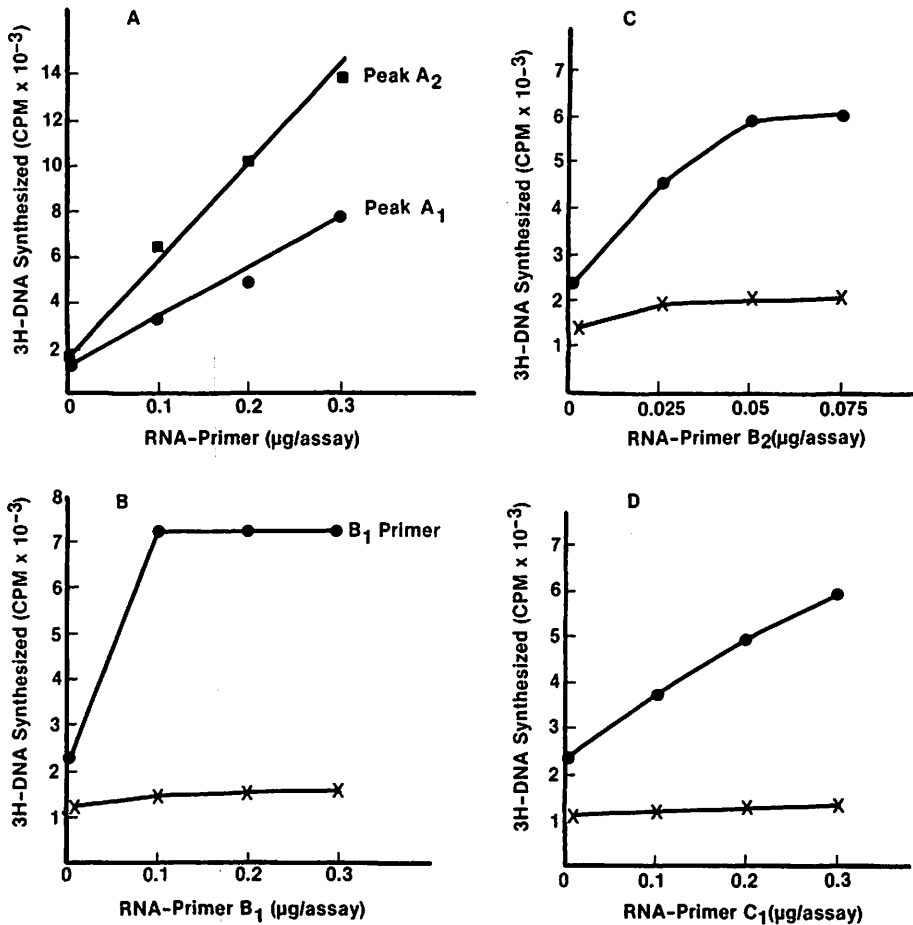 A
3H-DNA Synthesized (CPM x 10⁻³)
14
12
10
8
6
4
2
Peak A₂
Peak A₁
0 0.1 0.2 0.3
RNA-Primer (µg/assay)
C
3H-DNA Synthesized (CPM x 10⁻³)
7
6
5
4
3
2
1
0 0.025 0.05 0.075
RNA-Primer B₂(µg/assay)
B
3H-DNA Synthesized (CPM x 10⁻³)
8
7
6
5
4
3
2
1
B₁ Primer
0 0.1 0.2 0.3
RNA-Primer B₁ (µg/assay)
D
3H-DNA Synthesized (CPM x 10⁻³)
7
6
5
4
3
2
1
0 0.1 0.2 0.3
RNA-Primer C₁(µg/assay)